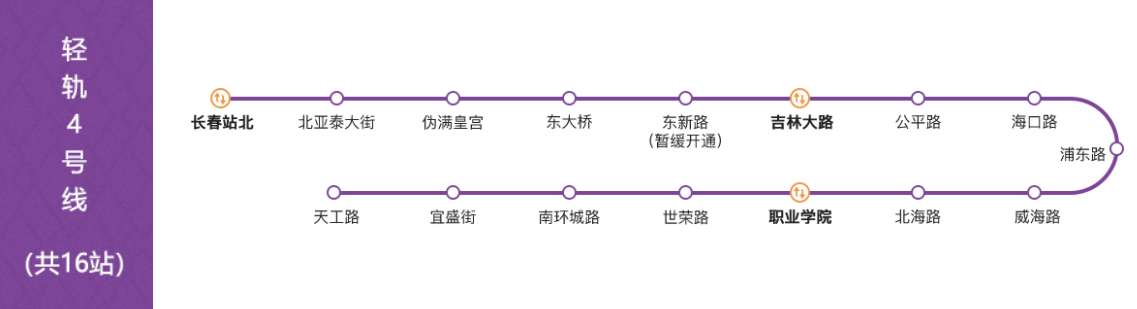 轻
轨
4
号
线
(共16站)
长春站北
北亚泰大街
伪满皇宫
东大桥
东新路
(暂缓开通)
吉林大路
公平路
海口路
浦东路
天工路
宜盛街
南环城路
世荣路
职业学院
北海路
威海路